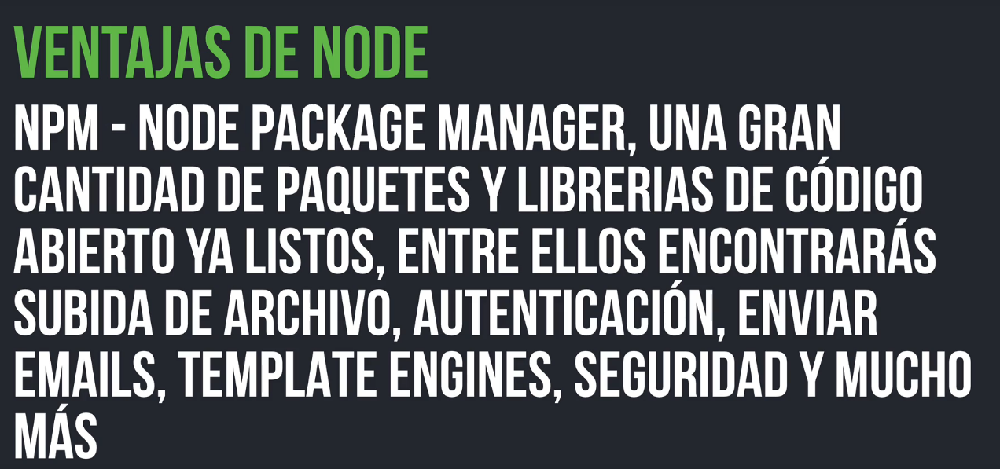 VENTAJAS DE NODE
NPM - NODE PACKAGE MANAGER, UNA GRAN
CANTIDAD DE PAQUETES Y LIBRERIAS DE CÓDIGO
ABIERTO YA LISTOS, ENTRE ELLOS ENCONTRARÁS
SUBIDA DE ARCHIVO, AUTENTICACIÓN, ENVIAR
EMAILS, TEMPLATE ENGINES, SEGURIDAD Y MUCHO
MÁS